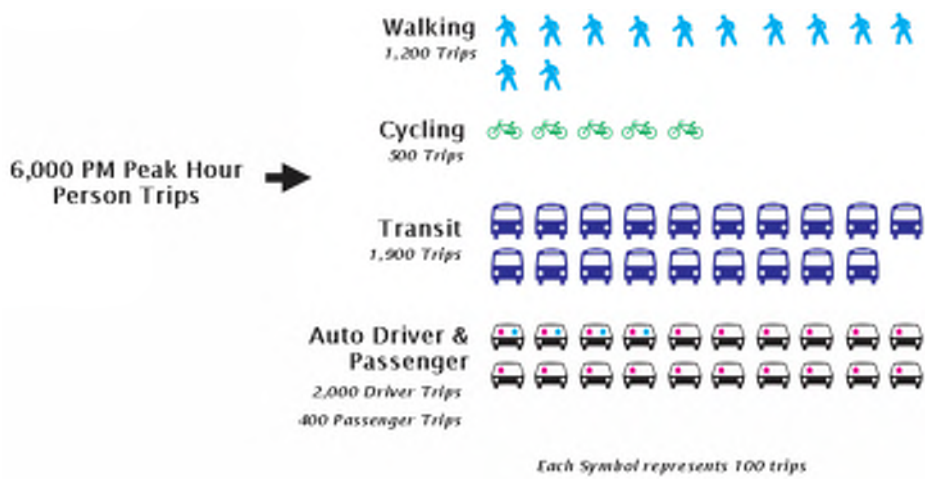 Walking
1,200 Trips
Cycling
500 Trips
6,000 PM Peak Hour
Person Trips
Transit
1,900 Trips
Auto Driver &
Passenger
2,000 Driver Trips
400 Passenger Trips
Each Symbol represents 100 trips